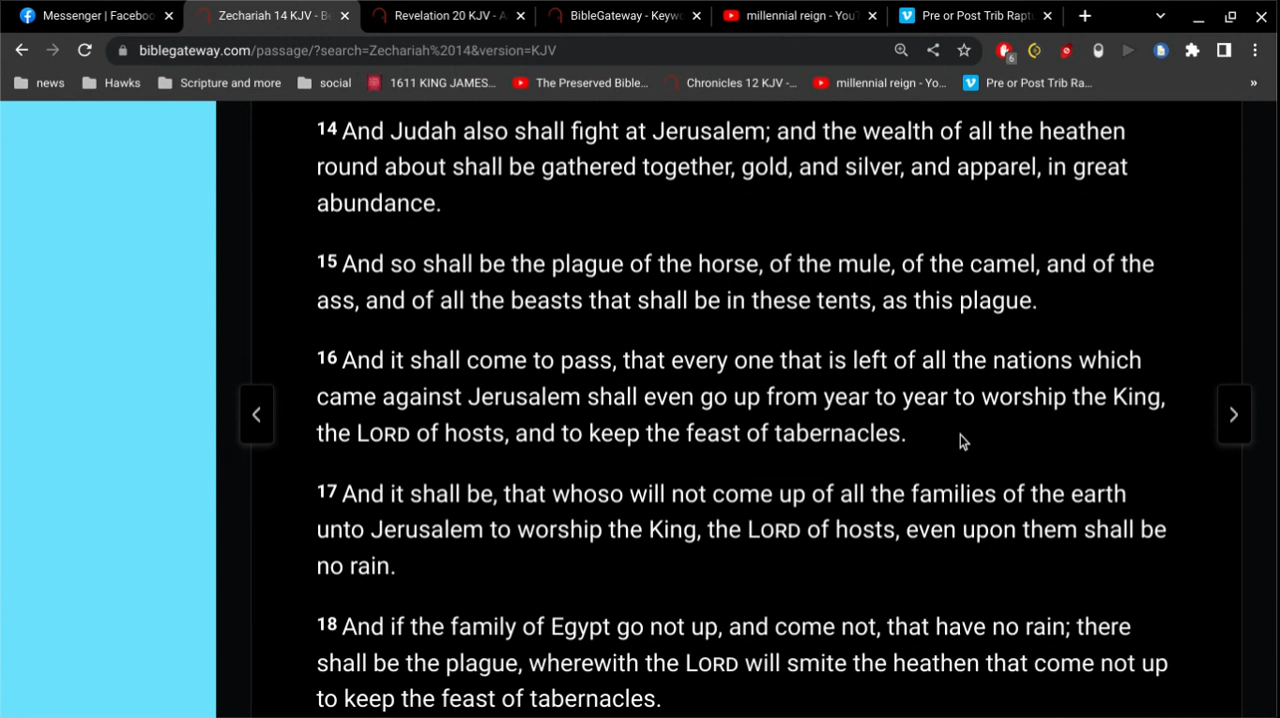 Messenger | Faceboo
Zechariah 14 KJV - Be
Revelation 20 KJV - A
BibleGateway - Keywo
millennial reign - YouT
Pre or Post Trib Raptu
biblegateway.com/passage/?search=Zechariah%2014&version=KJV
6
news
Hawks
Scripture and more
social
1611 KING JAMES...
The Preserved Bible...
Chronicles 12 KJV -...
millennial reign - Yo...
Pre or Post Trib Ra...
»
14 And Judah also shall fight at Jerusalem; and the wealth of all the heathen
round about shall be gathered together, gold, and silver, and apparel, in great
abundance.
15 And so shall be the plague of the horse, of the mule, of the camel, and of the
ass, and of all the beasts that shall be in these tents, as this plague.
16 And it shall come to pass, that every one that is left of all the nations which
came against Jerusalem shall even go up from year to year to worship the King,
the LORD of hosts, and to keep the feast of tabernacles.
17 And it shall be, that whoso will not come up of all the families of the earth
unto Jerusalem to worship the King, the LORD of hosts, even upon them shall be
no rain.
18 And if the family of Egypt go not up, and come not, that have no rain; there
shall be the plague, wherewith the LORD will smite the heathen that come not up
to keep the feast of tabernacles.